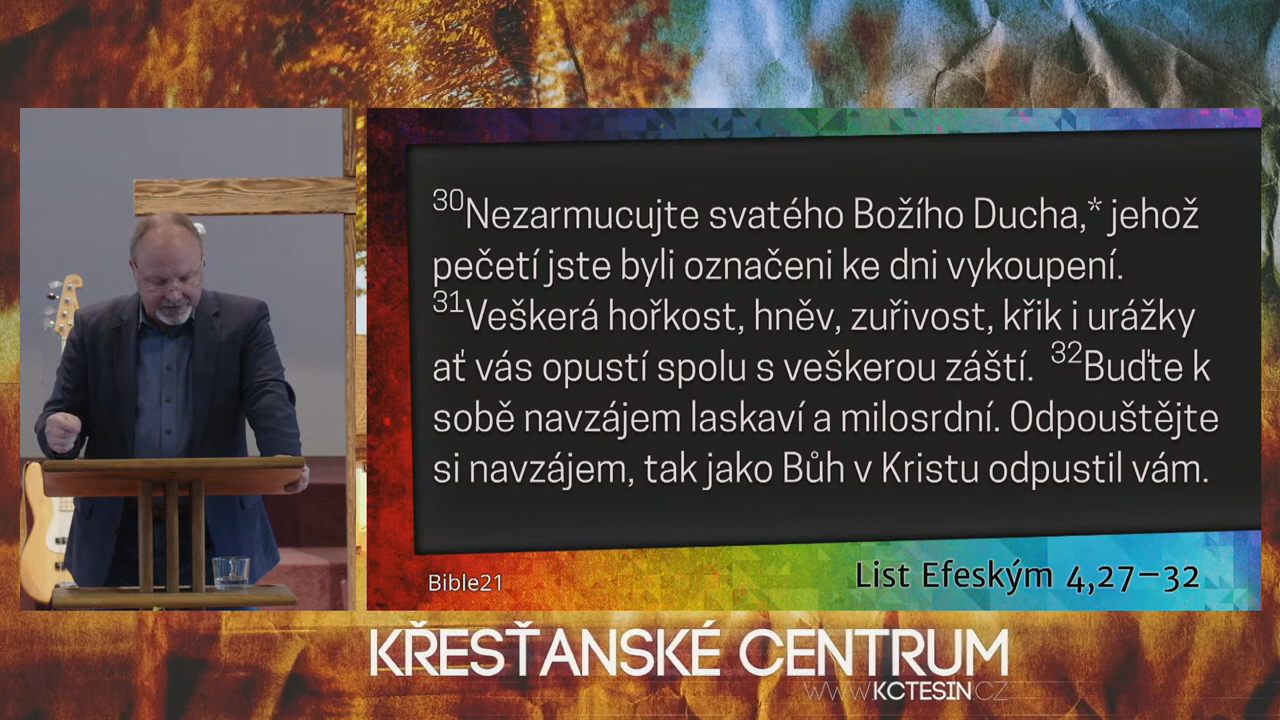 30Nezarmucujte svatého Božího Ducha,* jehož
pečetí jste byli označeni ke dni vykoupení.
31Veškerá hořkost, hněv, zuřivost, křik i urážky
ať vás opustí spolu s veškerou záští. 32Buďte k
sobě navzájem laskaví a milosrdní. Odpouštějte
si navzájem, tak jako Bůh v Kristu odpustil vám.
Bible21
List Efeským 4,27–32
KŘESŤANSKÉ CENTRUM
WWW.KCTESIN.CZ